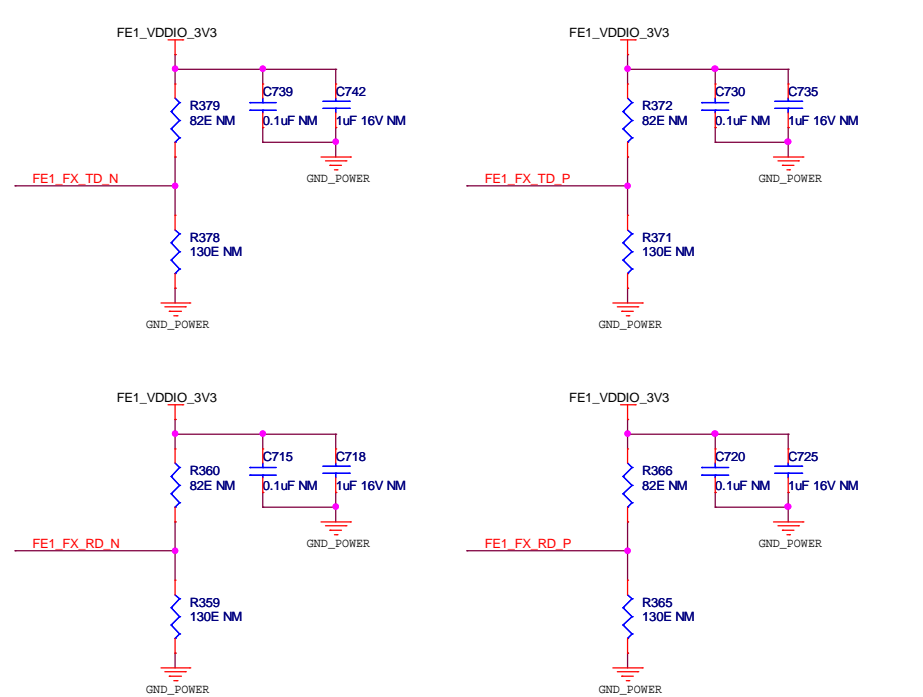 FE1_VDDIO_3V3
C739
C742
R379
82E NM
0.1uF NM
1uF 16V NM
FE1_FX_TD_N
GND_POWER
R378
130E NM
GND_POWER
FE1_VDDIO_3V3
C730
C735
R372
82E NM
0.1uF NM
1uF 16V NM
FE1_FX_TD_P
GND_POWER
R371
130E NM
GND_POWER
FE1_VDDIO_3V3
C715
C718
R360
82E NM
0.1uF NM
1uF 16V NM
FE1_FX_RD_N
GND_POWER
R359
130E NM
GND_POWER
FE1_VDDIO_3V3
C720
C725
R366
82E NM
0.1uF NM
1uF 16V NM
FE1_FX_RD_P
GND_POWER
R365
130E NM
GND_POWER